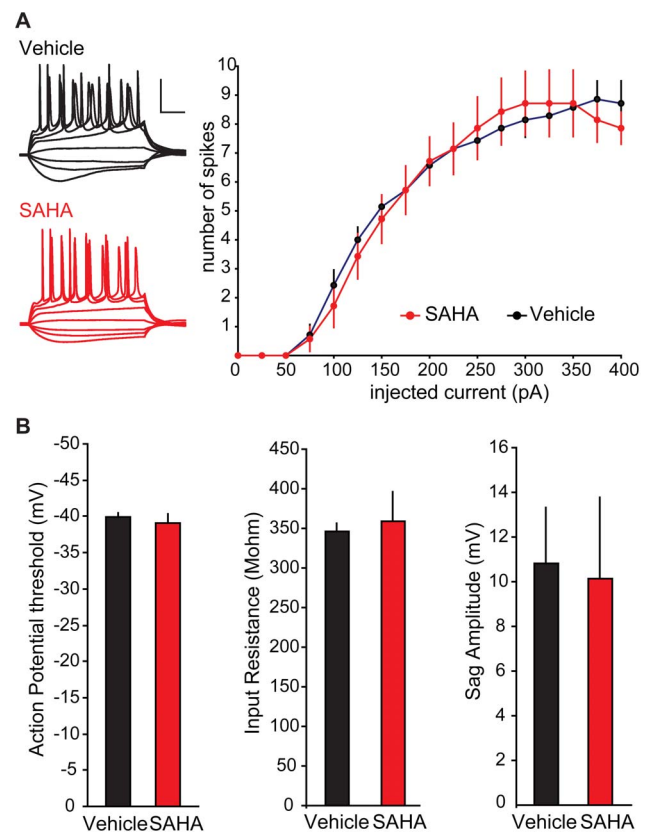 A
Vehicle
SAHA
number of spikes
10
9
8
7
6
5
4
3
2
1
0 50 100 150 200 250 300 350 400
injected current (pA)
SAHA Vehicle
B
Action Potential threshold (mV)
-50
-45
-40
-35
-30
-25
-20
-15
-10
-5
0
Vehicle SAHA
Input Resistance (Mohm)
450
400
350
300
250
200
150
100
50
0
Vehicle SAHA
Sag Amplitude (mV)
16
14
12
10
8
6
4
2
0
Vehicle SAHA